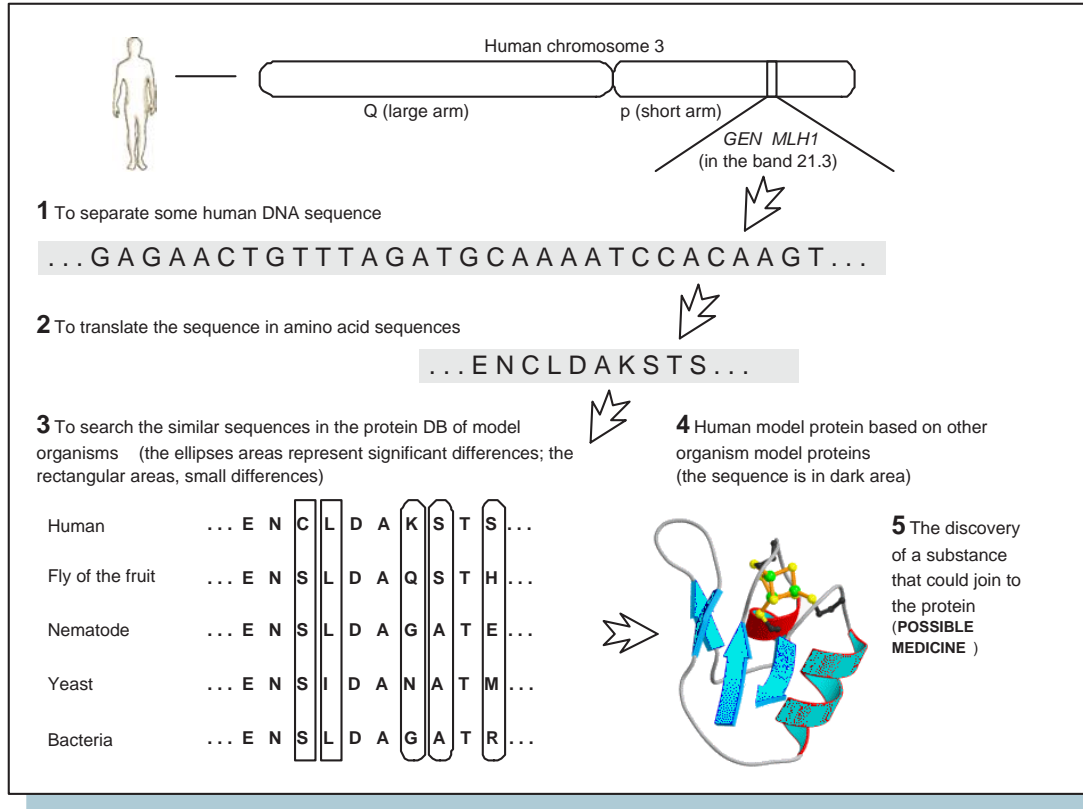 Human chromosome 3
Q (large arm)
p (short arm)
GEN MLH1
(in the band 21.3)
1 To separate some human DNA sequence
...GAGAACTGTTTAGATGCAAAATCCACAAGT...
2 To translate the sequence in amino acid sequences
...ENCLDAKSTS...
3 To search the similar sequences in the protein DB of model
organisms (the ellipses areas represent significant differences; the
rectangular areas, small differences)
Human ... E N C L D A K S T S ...
Fly of the fruit ... E N S L D A Q S T H ...
Nematode ... E N S L D A G A T E ...
Yeast ... E N S I D A N A T M ...
Bacteria ... E N S L D A G A T R ...
4 Human model protein based on other
organism model proteins
(the sequence is in dark area)
5 The discovery
of a substance
that could join to
the protein
(POSSIBLE
MEDICINE )